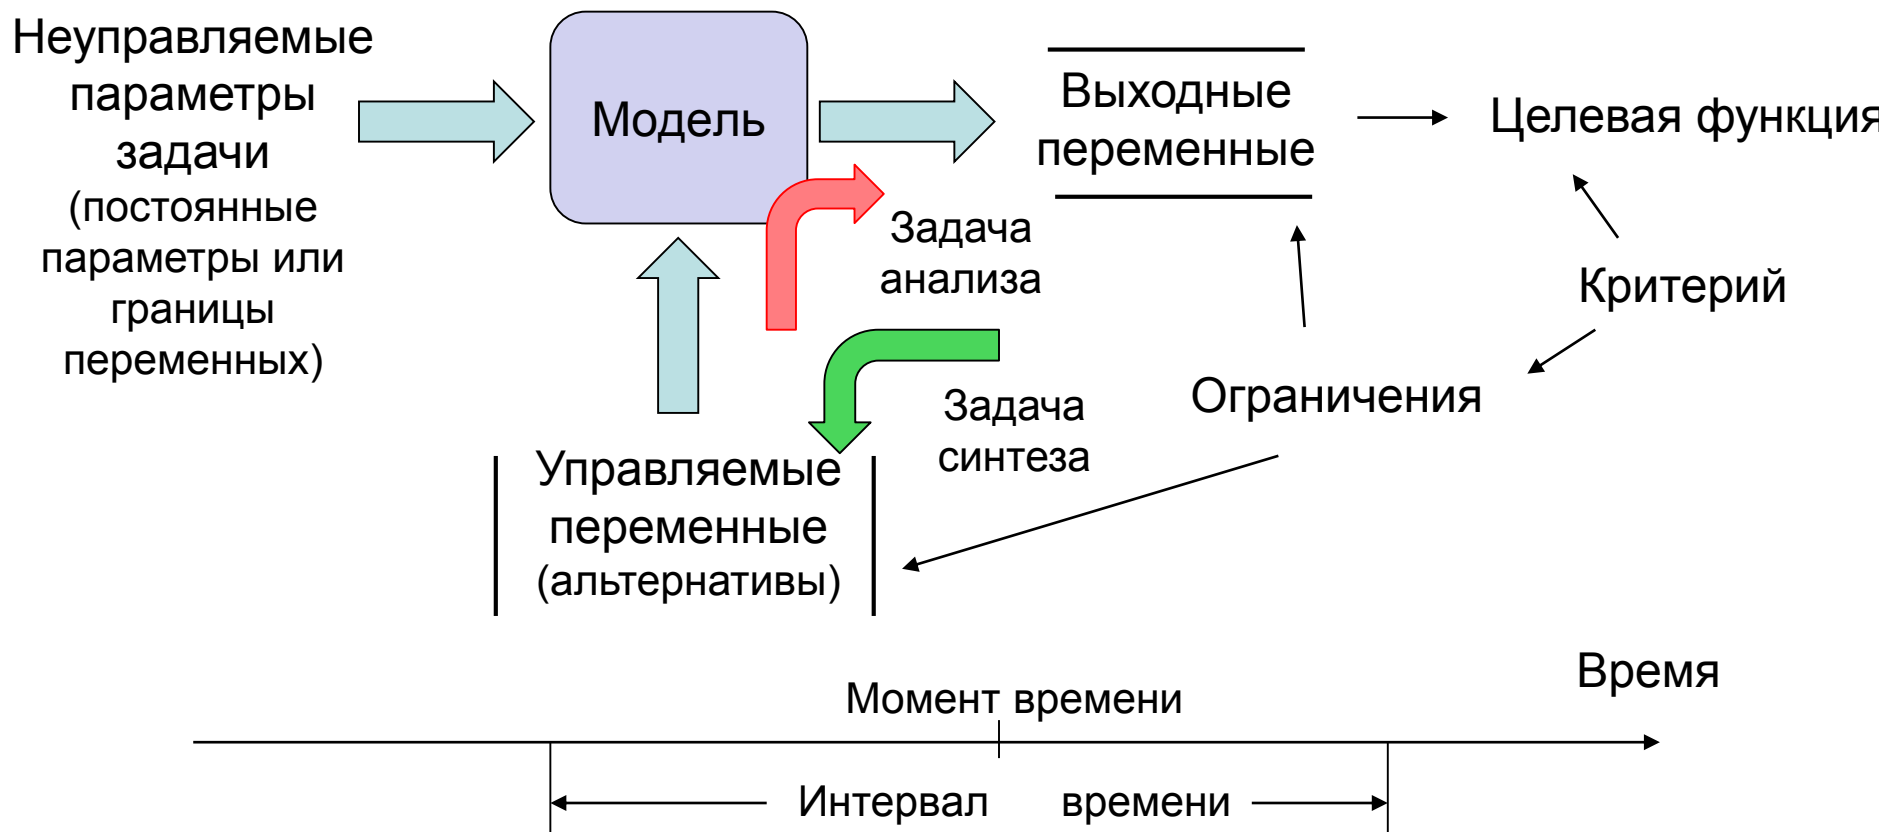 Неуправляемые
параметры
задачи
(постоянные
параметры или
границы
переменных)
Модель
Выходные
переменные
Целевая функция
Задача
анализа
Критерий
Ограничения
Задача
синтеза
Управляемые
переменные
(альтернативы)
Время
Момент времени
Интервал времени